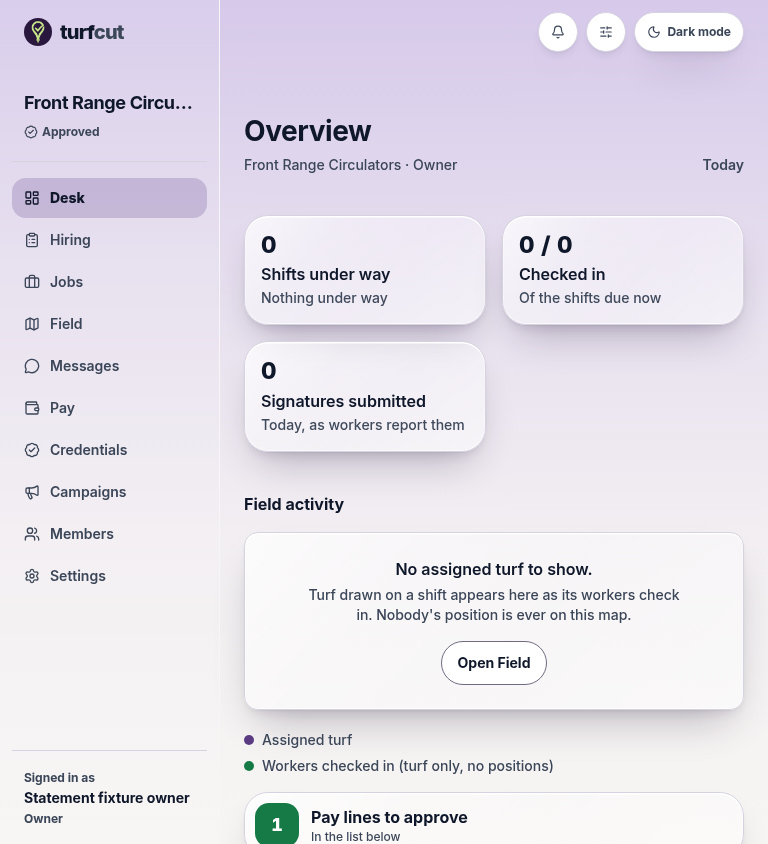 turfcut
Dark mode
Front Range Circu...
Approved
Desk
Hiring
Jobs
Field
Messages
Pay
Credentials
Campaigns
Members
Settings
Signed in as
Statement fixture owner
Owner
Overview
Front Range Circulators · Owner
Today
0
Shifts under way
Nothing under way
0 / 0
Checked in
Of the shifts due now
0
Signatures submitted
Today, as workers report them
Field activity
No assigned turf to show.
Turf drawn on a shift appears here as its workers check
in. Nobody's position is ever on this map.
Open Field
Assigned turf
Workers checked in (turf only, no positions)
1
Pay lines to approve
In the list below